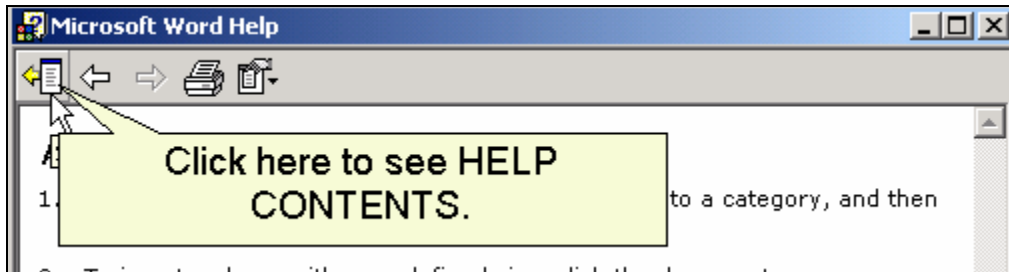 Microsoft Word Help
Click here to see HELP
CONTENTS.
1. to a category, and then